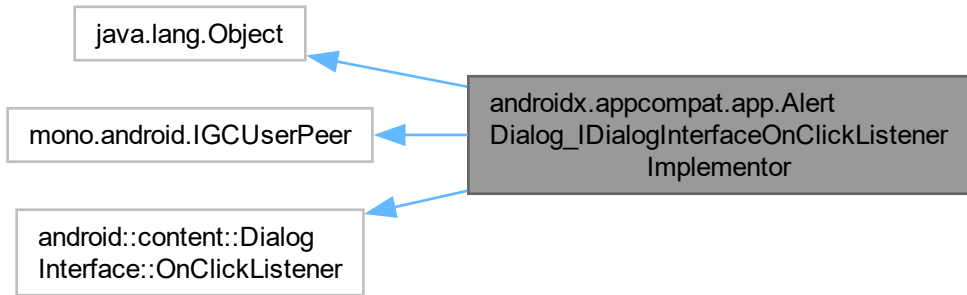 java.lang.Object
mono.android.IGCUserPeer
android::content::Dialog
Interface::OnClickListener
androidx.appcompat.app.Alert
Dialog_IDialogInterfaceOnClickListener
Implementor